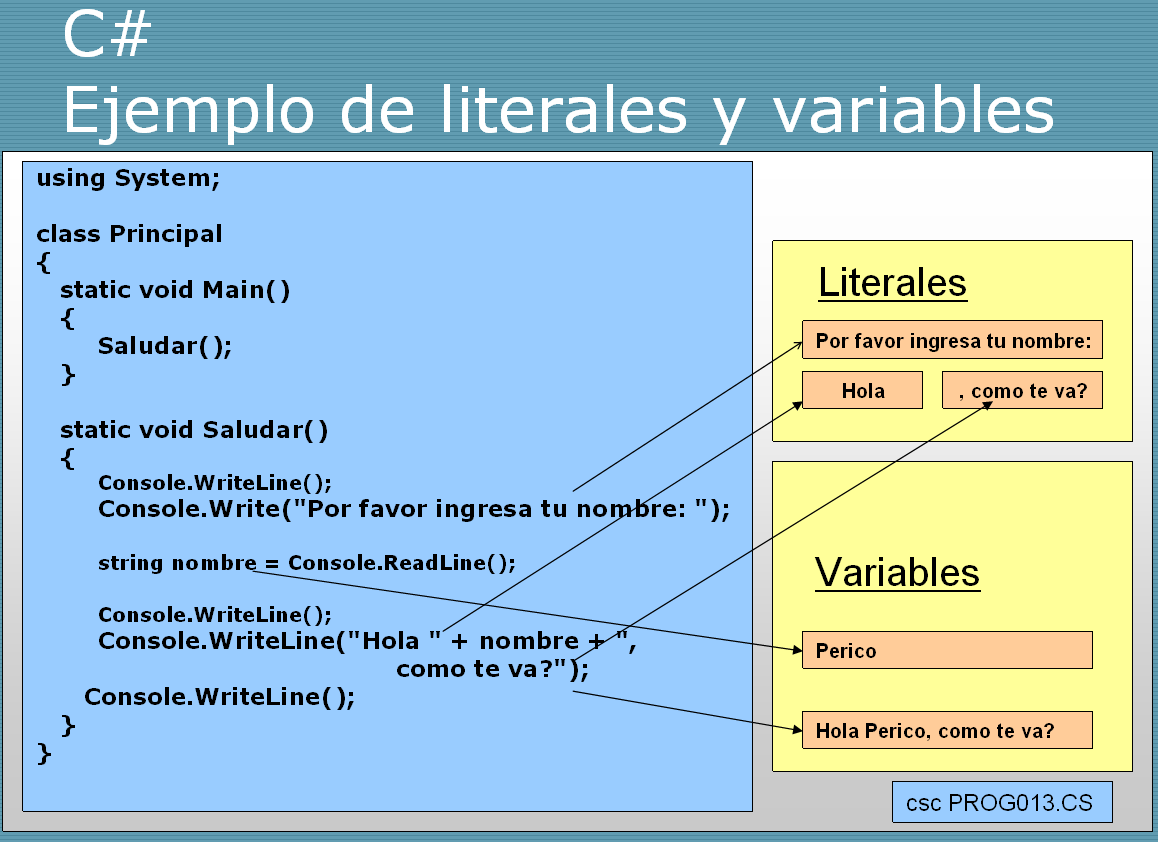 C#
Ejemplo de literales y variables
using System;
class Principal
{
static void Main()
{
Saludar();
}
static void Saludar()
{
Console.WriteLine();
Console.Write("Por favor ingresa tu nombre: ");
string nombre = Console.ReadLine();
Console.WriteLine();
Console.WriteLine("Hola " + nombre + ",
como te va?");
Console.WriteLine();
}
}
Literales
Por favor ingresa tu nombre:
Hola
, como te va?
Variables
Perico
Hola Perico, como te va?
csc PROG013.CS